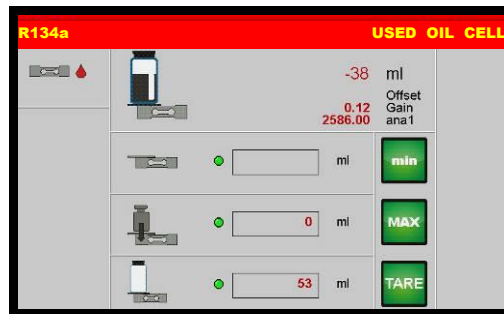 R134a USED OIL CELL
-38 ml
Offset
0.12 Gain
2586.00 ana1
ml min
0 ml MAX
53 ml TARE